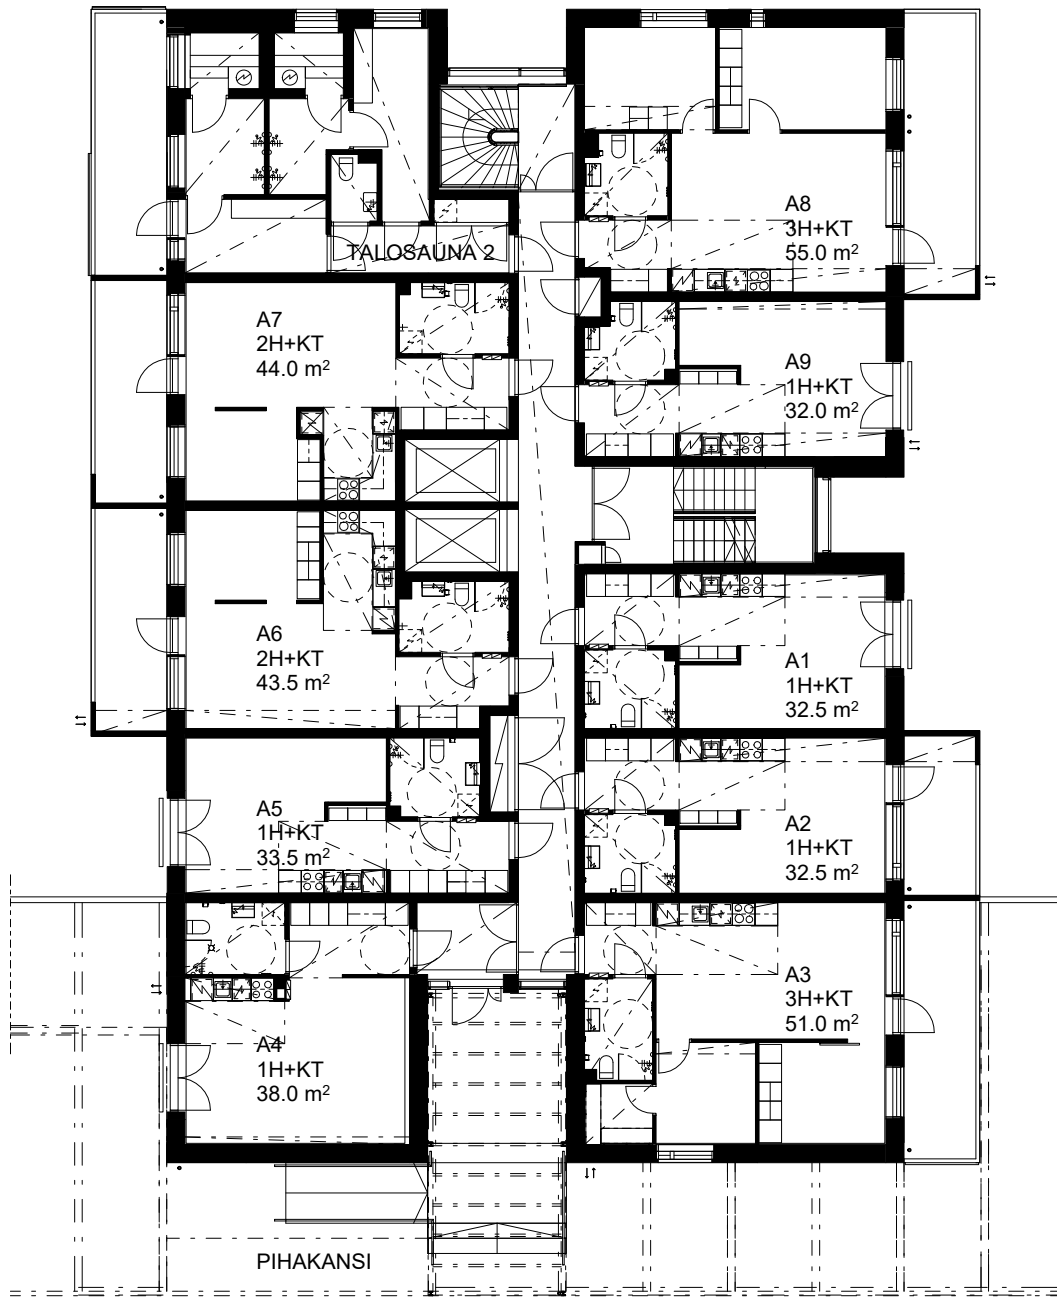 A8
3H+KT
55.0 m²
TALOSAUNA 2
A7
2H+KT
44.0 m²
A9
1H+KT
32.0 m²
A6
2H+KT
43.5 m²
A1
1H+KT
32.5 m²
A5
1H+KT
33.5 m²
A2
1H+KT
32.5 m²
A3
3H+KT
51.0 m²
A4
1H+KT
38.0 m²
PIHAKANSI